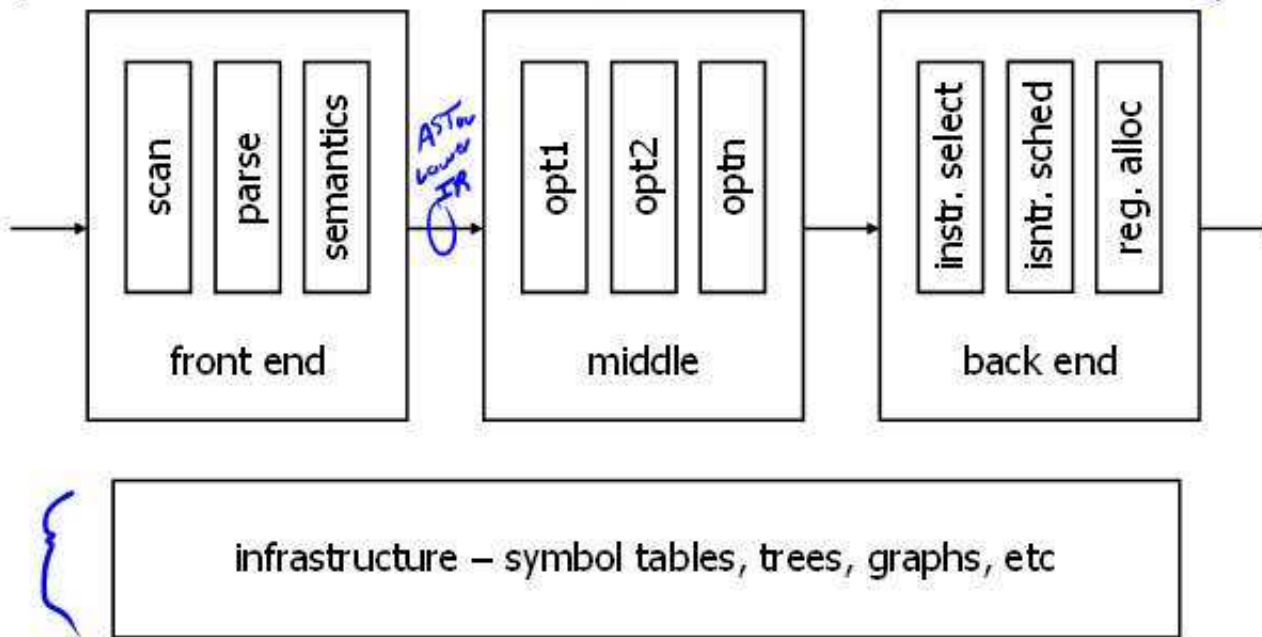 scan
parse
semantics
front end
AST or
Lower
IR
opt1
opt2
optn
middle
instr. select
isntr. sched
reg. alloc
back end
infrastructure – symbol tables, trees, graphs, etc